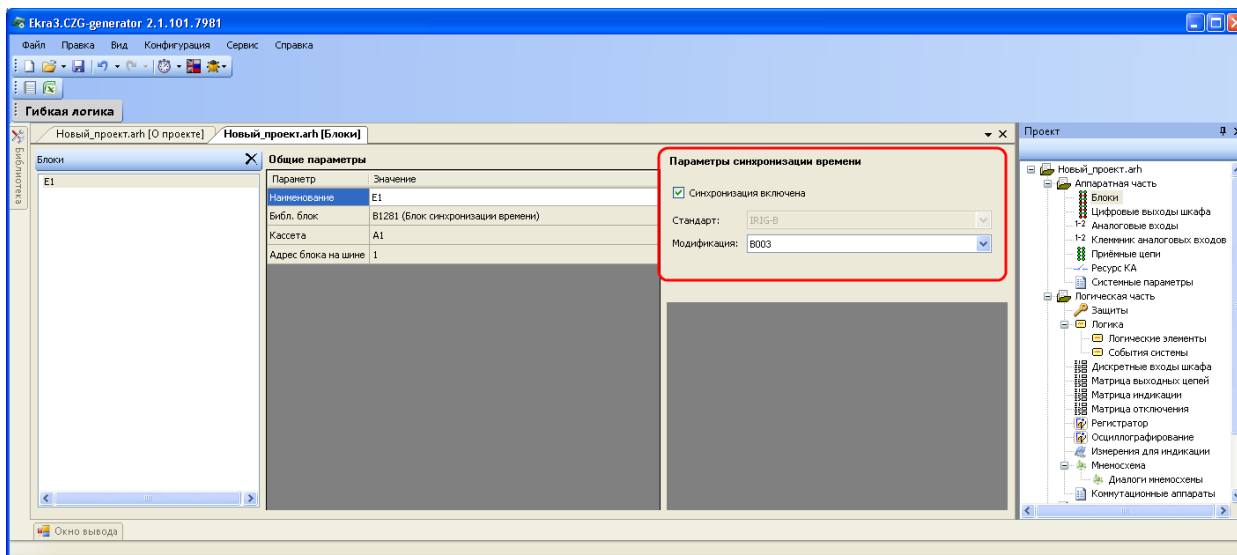 Ekra3.CZG-generator 2.1.101.7981
Файл Правка Вид Конфигурация Сервис Справка
Гибкая логика
Библиотека
Новый_проект.arh [О проекте]
Новый_проект.arh [Блоки]
Блоки
E1
Общие параметры
Параметр Значение
Наименование E1
Библ. блок B1281 (Блок синхронизации времени)
Кассета A1
Адрес блока на шине 1
Параметры синхронизации времени
Синхронизация включена
Стандарт: IRIG-B
Модификация: B003
Проект
Новый_проект.arh
Аппаратная часть
Блоки
Цифровые выходы шкафа
1-2 Аналоговые входы
1-2 Клеммник аналоговых входов
Приёмные цепи
Ресурс КА
Системные параметры
Логическая часть
Защиты
Логика
Логические элементы
События системы
Дискретные входы шкафа
Матрица выходных цепей
Матрица индикации
Матрица отключения
Регистратор
Осциллографирование
Измерения для индикации
Мнемосхема
Диалоги мнемосхемы
Коммутационные аппараты
Окно вывода